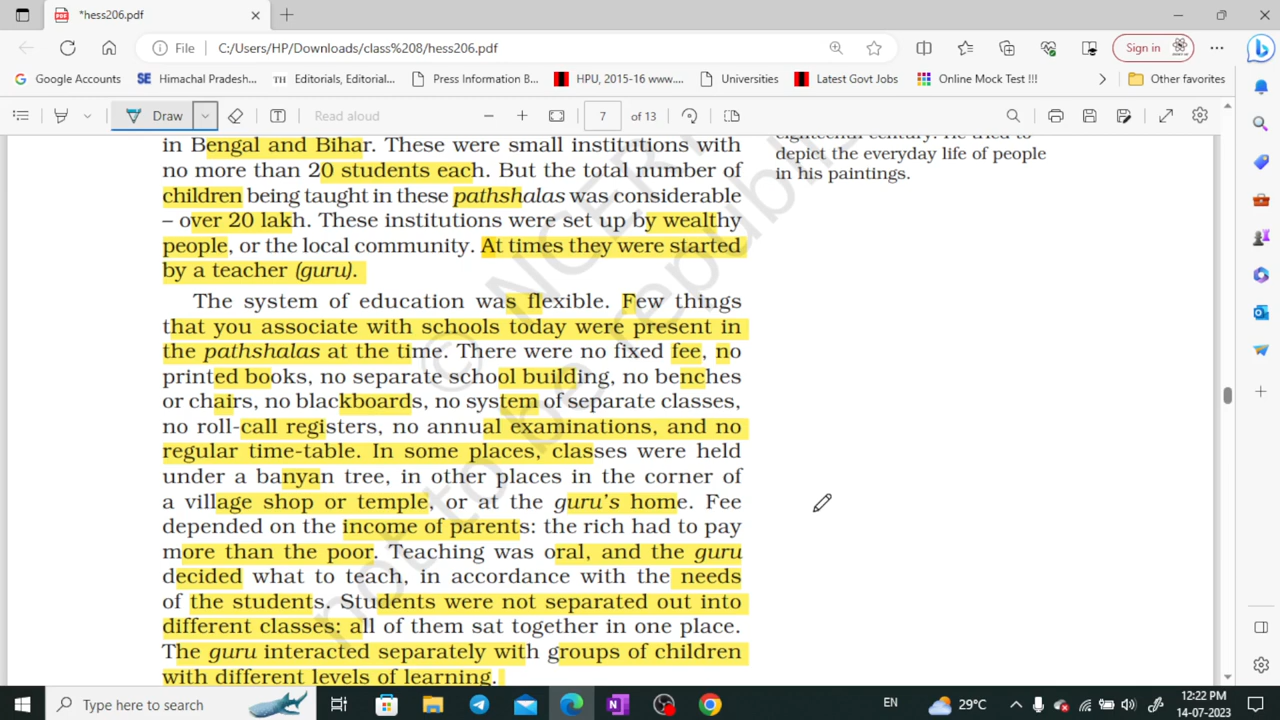 *hess206.pdf
File C:/Users/HP/Downloads/class%208/hess206.pdf Sign in
Google Accounts SE Himachal Pradesh... TH Editorials, Editorial... Press Information B... HPU, 2015-16 www.... Universities Latest Govt Jobs Online Mock Test !!! Other favorites
Draw Read aloud 7 of 13
in Bengal and Bihar. These were small institutions with
no more than 20 students each. But the total number of
children being taught in these pathshalas was considerable
– over 20 lakh. These institutions were set up by wealthy
people, or the local community. At times they were started
by a teacher (guru).
The system of education was flexible. Few things
that you associate with schools today were present in
the pathshalas at the time. There were no fixed fee, no
printed books, no separate school building, no benches
or chairs, no blackboards, no system of separate classes,
no roll-call registers, no annual examinations, and no
regular time-table. In some places, classes were held
under a banyan tree, in other places in the corner of
a village shop or temple, or at the guru's home. Fee
depended on the income of parents: the rich had to pay
more than the poor. Teaching was oral, and the guru
decided what to teach, in accordance with the needs
of the students. Students were not separated out into
different classes: all of them sat together in one place.
The guru interacted separately with groups of children
with different levels of learning.
eighteenth century. He tried to
depict the everyday life of people
in his paintings.
© NCERT
not to be republi
Type here to search
29°C
EN
12:22 PM
14-07-2023